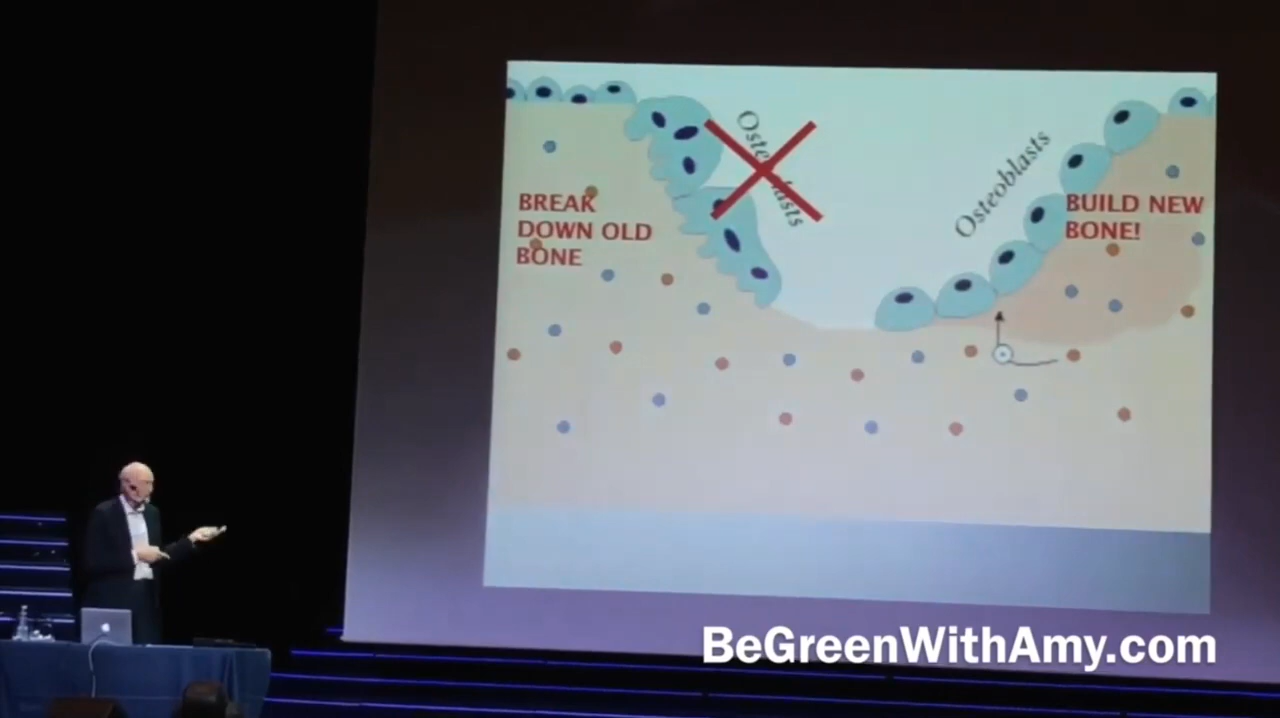 BREAK
DOWN OLD
BONE
Osteoblasts
BUILD NEW
BONE!
BeGreenWithAmy.com